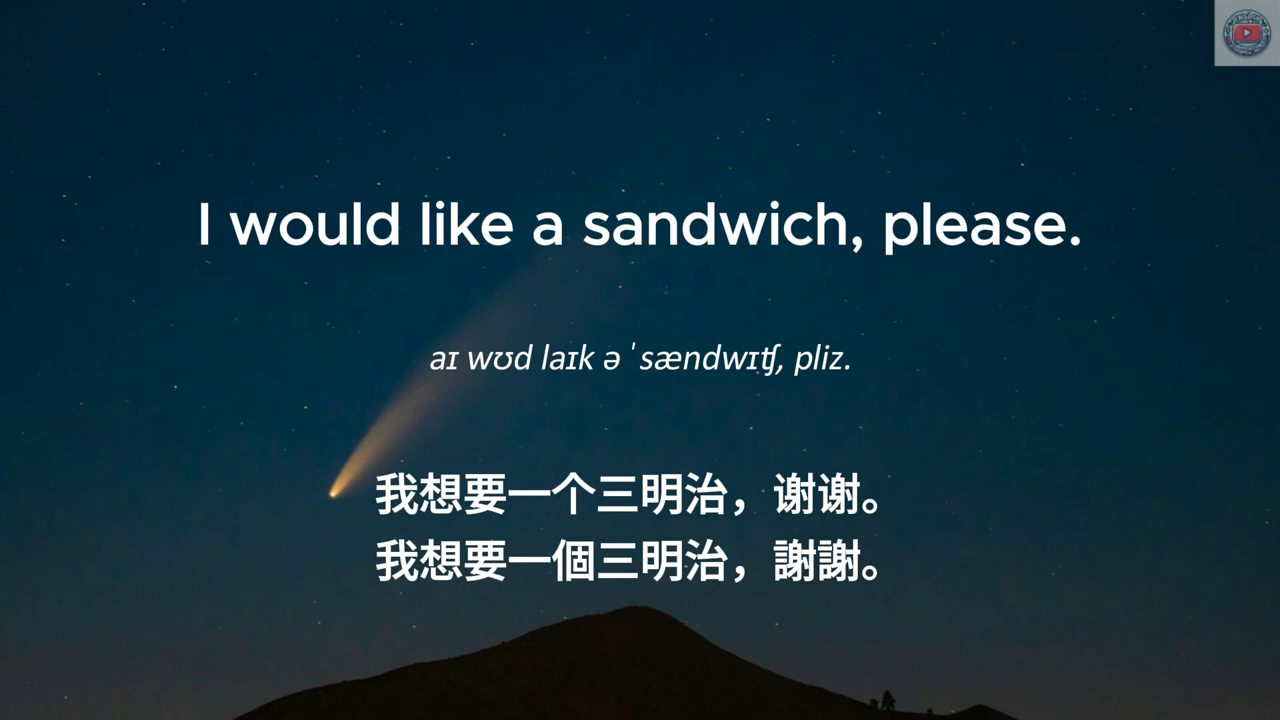 I would like a sandwich, please.
aɪ wʊd laɪk ə ˈsændwɪʧ, pliz.
我想要一个三明治，谢谢。
我想要一個三明治，謝謝。